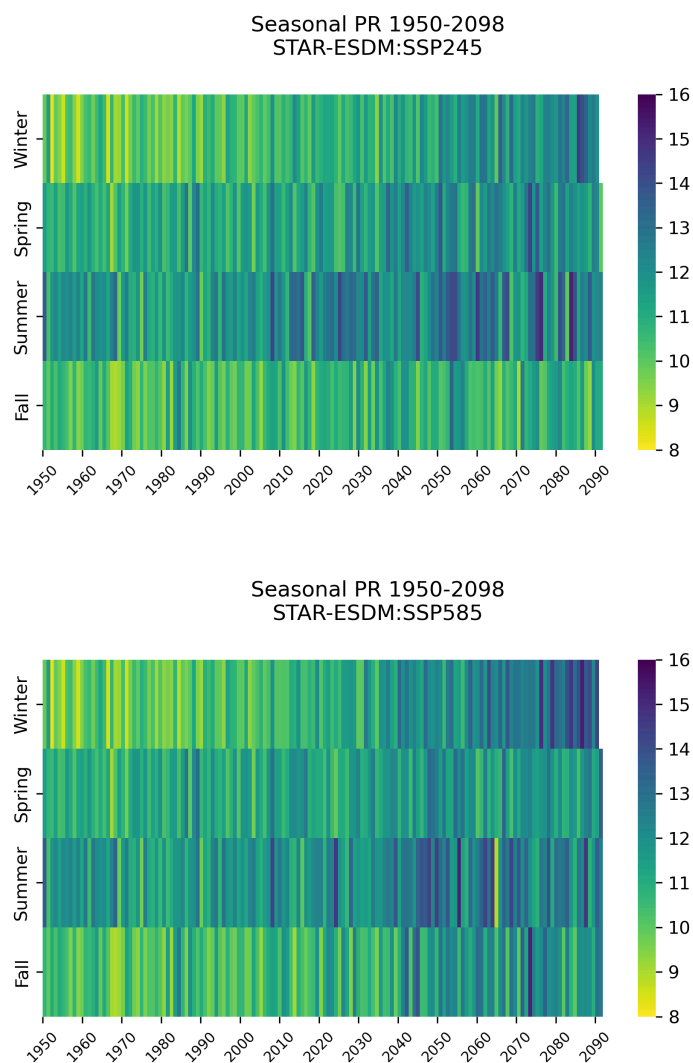 Seasonal PR 1950-2098
STAR-ESDM:SSP245
Winter
Spring
Summer
Fall
1950 1960 1970 1980 1990 2000 2010 2020 2030 2040 2050 2060 2070 2080 2090
16
15
14
13
12
11
10
9
8
Seasonal PR 1950-2098
STAR-ESDM:SSP585
Winter
Spring
Summer
Fall
1950 1960 1970 1980 1990 2000 2010 2020 2030 2040 2050 2060 2070 2080 2090
16
15
14
13
12
11
10
9
8